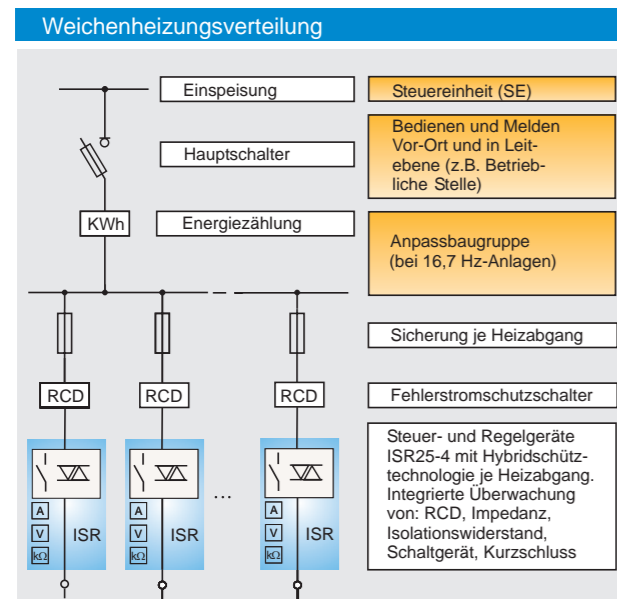 Weichenheizungsverteilung
Einspeisung
Steuereinheit (SE)
Hauptschalter
Bedienen und Melden
Vor-Ort und in Leit-
ebene (z.B. Betrieb-
liche Stelle)
KWh
Energiezählung
Anpassbaugruppe
(bei 16,7 Hz-Anlagen)
Sicherung je Heizabgang
RCD
RCD
RCD
Fehlerstromschutzschalter
Steuer- und Regelgeräte
ISR25-4 mit Hybridschütz-
technologie je Heizabgang.
Integrierte Überwachung
von: RCD, Impedanz,
Isolationswiderstand,
Schaltgerät, Kurzschluss
A
V
kΩ
ISR
A
V
kΩ
ISR
...
A
V
kΩ
ISR